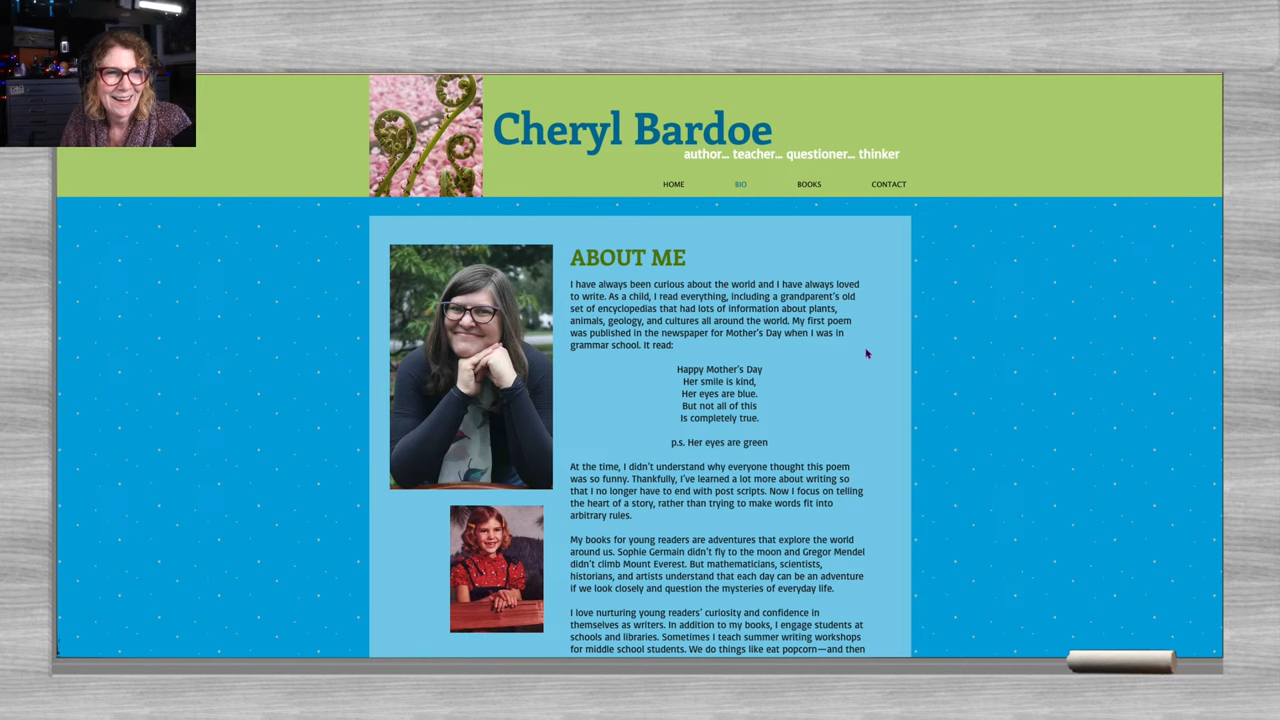 Cheryl Bardoe
author... teacher... questioner... thinker
HOME BIO BOOKS CONTACT
ABOUT ME
I have always been curious about the world and I have always loved
to write. As a child, I read everything, including a grandparent's old
set of encyclopedias that had lots of information about plants,
animals, geology, and cultures all around the world. My first poem
was published in the newspaper for Mother's Day when I was in
grammar school. It read:
Happy Mother's Day
Her smile is kind,
Her eyes are blue.
But not all of this
Is completely true.
p.s. Her eyes are green
At the time, I didn't understand why everyone thought this poem
was so funny. Thankfully, I've learned a lot more about writing so
that I no longer have to end with post scripts. Now I focus on telling
the heart of a story, rather than trying to make words fit into
arbitrary rules.
My books for young readers are adventures that explore the world
around us. Sophie Germain didn't fly to the moon and Gregor Mendel
didn't climb Mount Everest. But mathematicians, scientists,
historians, and artists understand that each day can be an adventure
if we look closely and question the mysteries of everyday life.
I love nurturing young readers' curiosity and confidence in
themselves as writers. In addition to my books, I engage students at
schools and libraries. Sometimes I teach summer writing workshops
for middle school students. We do things like eat popcorn—and then